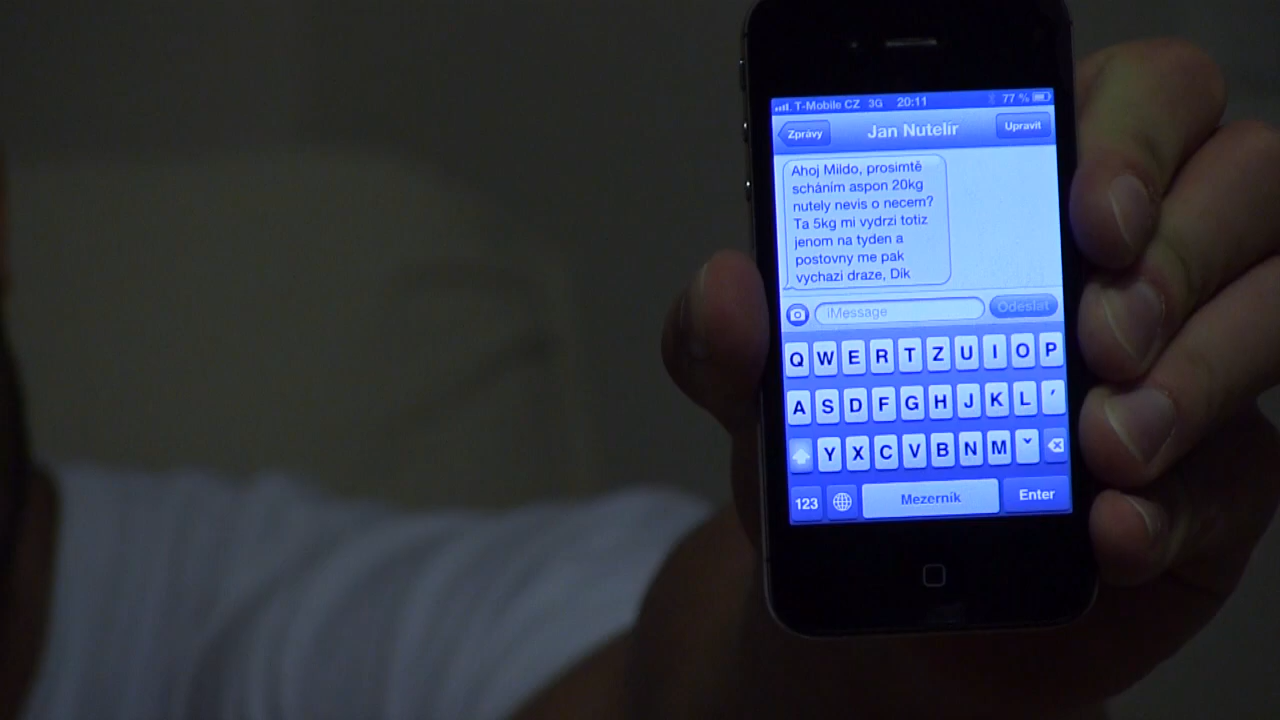 T-Mobile CZ 3G 20:11 77 %
Zprávy Jan Nutelír Upravit
Ahoj Mildo, prosimtě
scháním aspon 20kg
nutely nevis o necem?
Ta 5kg mi vydrzi totiz
jenom na tyden a
postovny me pak
vychazi draze, Dik
iMessage Odeslat
Q W E R T Z U I O P
A S D F G H J K L ′
Y X C V B N M ˇ
123 Mezerník Enter